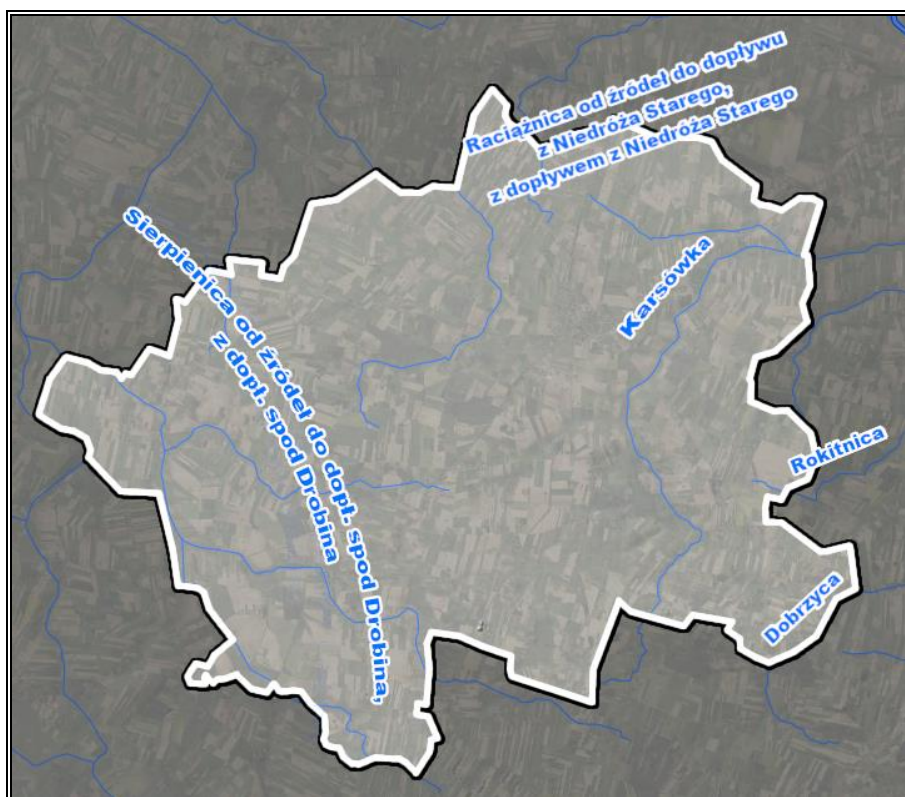 Raciążnica od źródeł do dopływu
z Niedróża Starego,
z dopływem z Niedróża Starego
Sierpienica od źródeł do dopł. spod Drobina,
z dopł. spod Drobina
Karsówka
Rokitnica
Dobrzyca